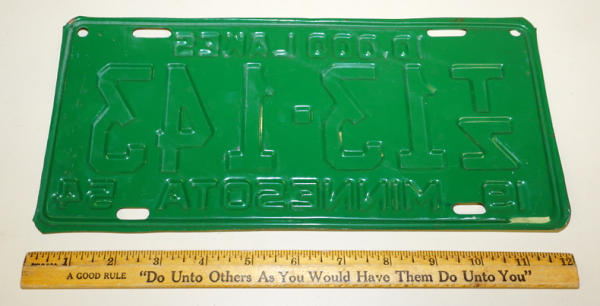 10,000 LAKES
T
13-143
19 MINNESOTA 54
1 2 3 4 5 6 7 8 9 10 11 12
A GOOD RULE "Do Unto Others As You Would Have Them Do Unto You"